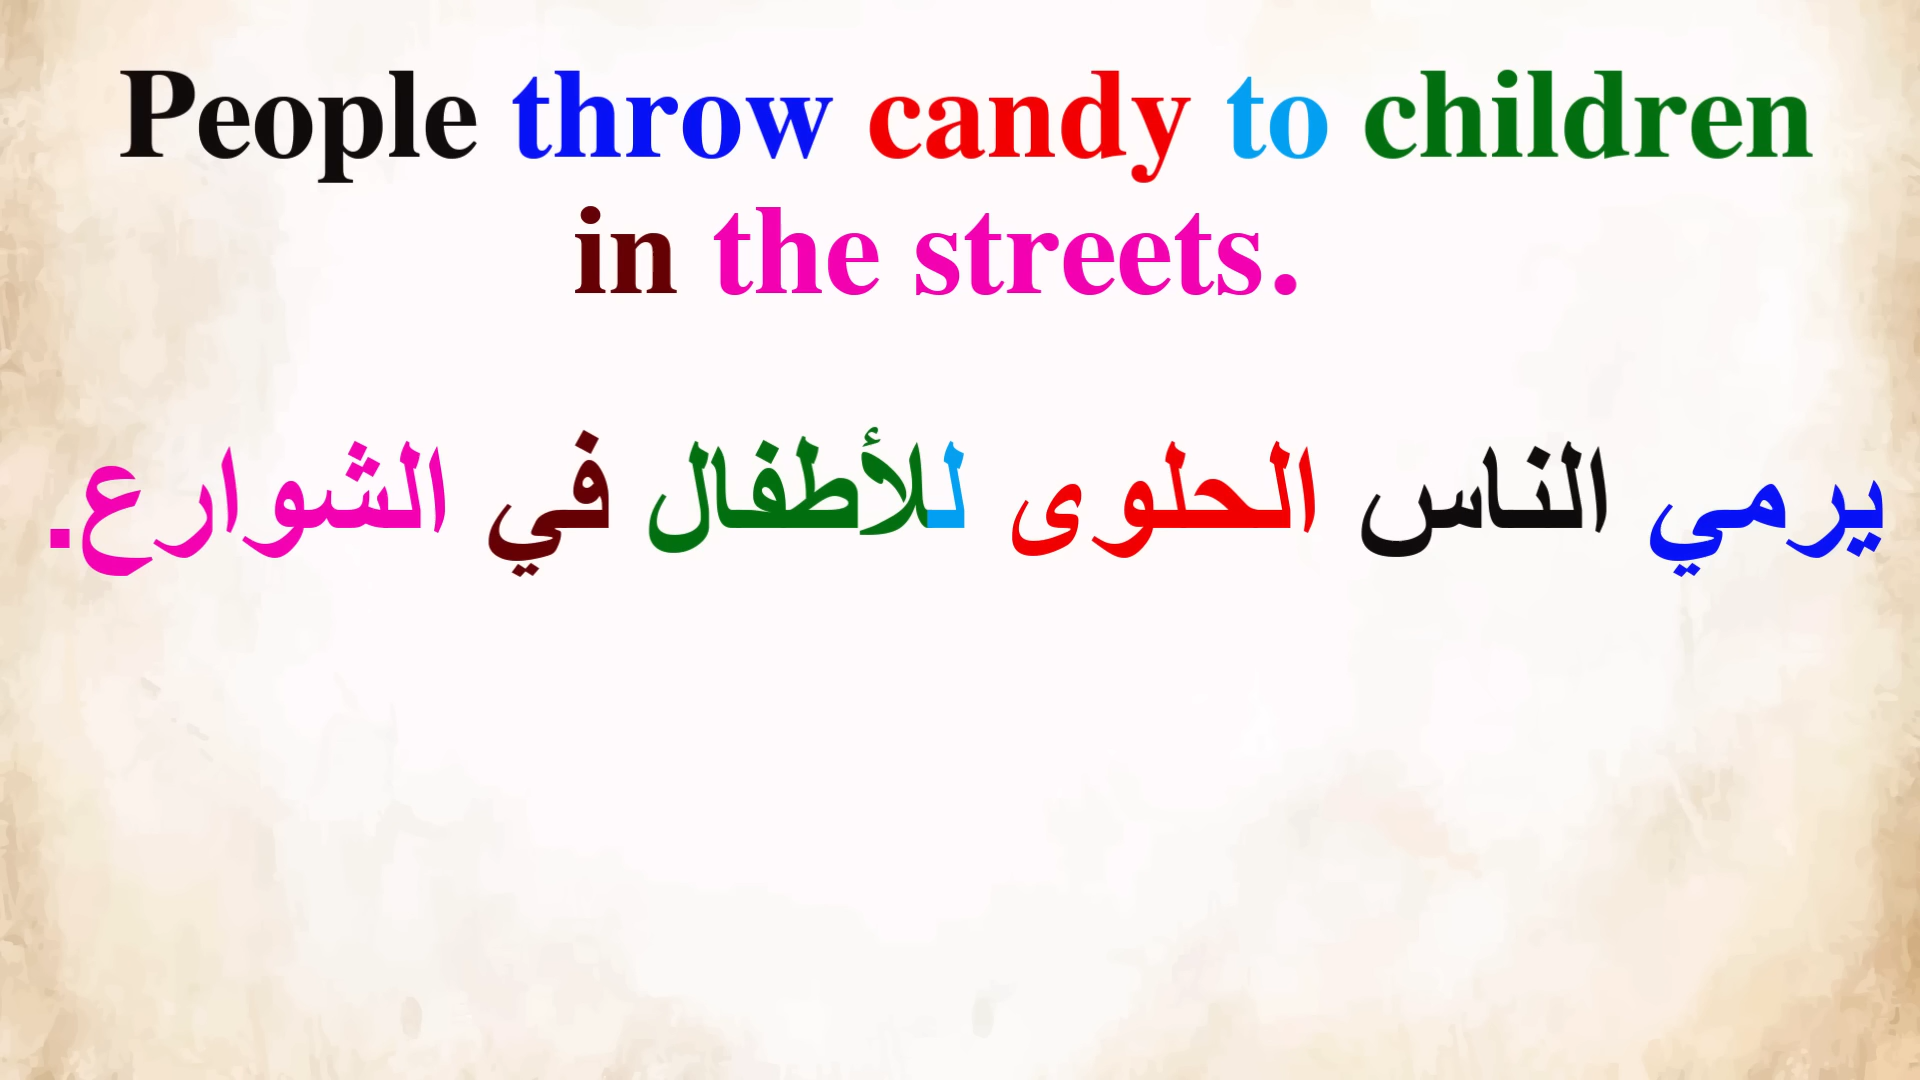 People throw candy to children
in the streets.
يرمي الناس الحلوى للأطفال في الشوارع.